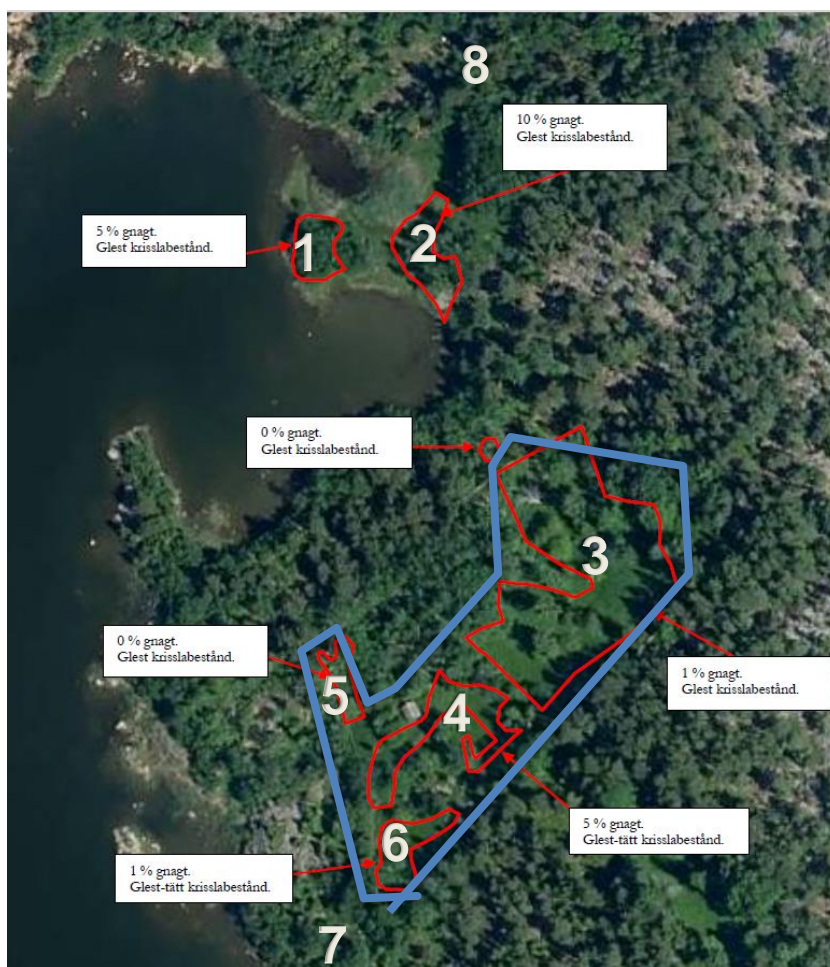 8
10 % gnagt.
Glest krisslabestånd.
5 % gnagt.
Glest krisslabestånd.
1
2
0 % gnagt.
Glest krisslabestånd.
3
0 % gnagt.
Glest krisslabestånd.
1 % gnagt.
Glest krisslabestånd.
5
4
5 % gnagt.
Glest-tätt krisslabestånd.
6
1 % gnagt.
Glest-tätt krisslabestånd.
7